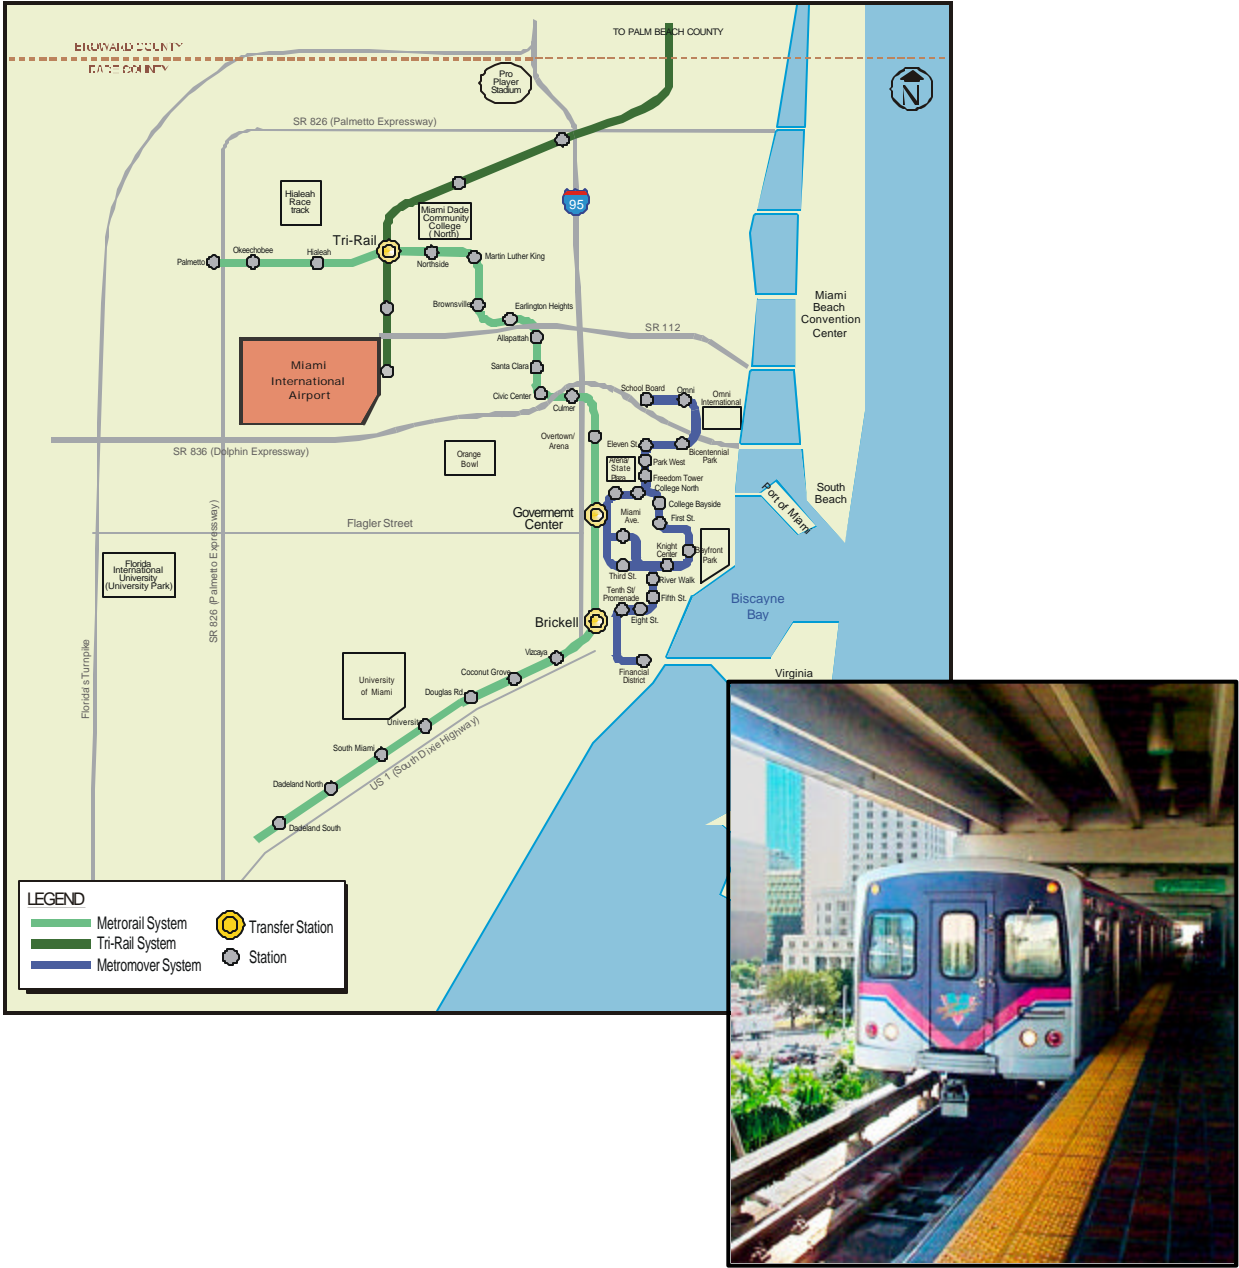 BROWARD COUNTY
DADE COUNTY
TO PALM BEACH COUNTY
Pro
Player
Stadium
N
SR 826 (Palmetto Expressway)
95
Hialeah
Race
track
Miami Dade
Community
College
(North)
Tri-Rail
Palmetto
Okeechobee
Hialeah
Northside
Martin Luther King
Brownsville
Earlington Heights
Allapattah
SR 112
Miami
Beach
Convention
Center
Miami
International
Airport
Santa Clara
Civic Center
Culmer
School Board
Omni
Omni
International
Overtown/
Arena
Eleven St.
Bicentennial
Park
SR 836 (Dolphin Expressway)
Orange
Bowl
Arena/
State
Plaza
Park West
Freedom Tower
College North
College Bayside
First St.
South
Beach
Port of Miami
Governemt
Center
Miami
Ave.
Flagler Street
SR 826 (Palmetto Expressway)
Knight
Center
Bayfront
Park
Florida
International
University
(University Park)
Third St.
River Walk
Tenth St/
Promenade
Fifth St.
Eight St.
Biscayne
Bay
Brickell
Florida's Turnpike
Vizcaya
Financial
District
Virginia
Coconut Grove
University
of Miami
Douglas Rd.
University
South Miami
US 1 (South Dixie Highway)
Dadeland North
Dadeland South
LEGEND
Metrorail System
Tri-Rail System
Metromover System
Transfer Station
Station